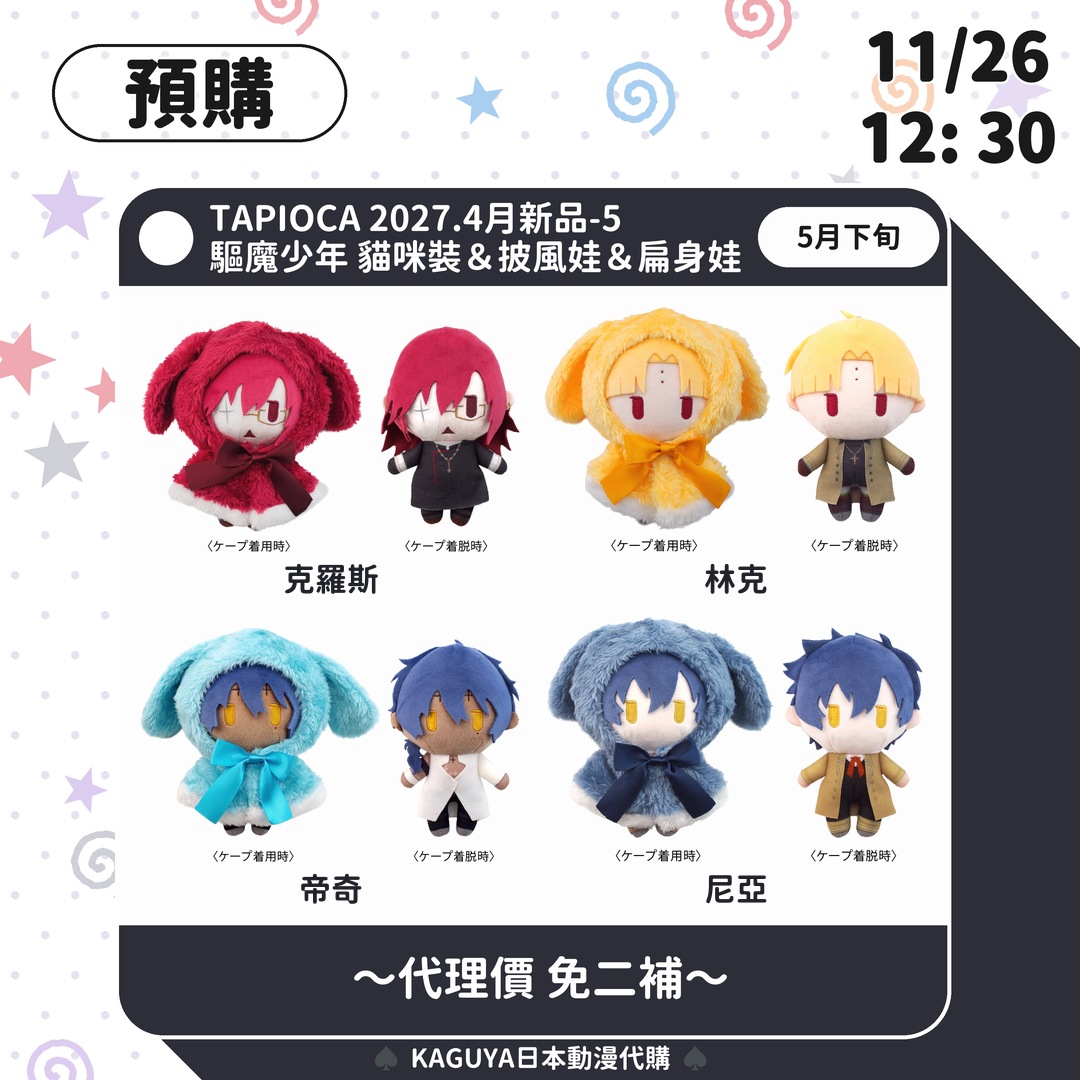 預購
11/26
12: 30
TAPIOCA 2027.4月新品-5
驅魔少年 貓咪裝＆披風娃＆扁身娃
5月下旬
〈ケープ着用時〉
〈ケープ着脱時〉
〈ケープ着用時〉
〈ケープ着脱時〉
克羅斯
林克
〈ケープ着用時〉
〈ケープ着脱時〉
〈ケープ着用時〉
〈ケープ着脱時〉
帝奇
尼亞
～代理價 免二補～
♠ KAGUYA日本動漫代購 ♠